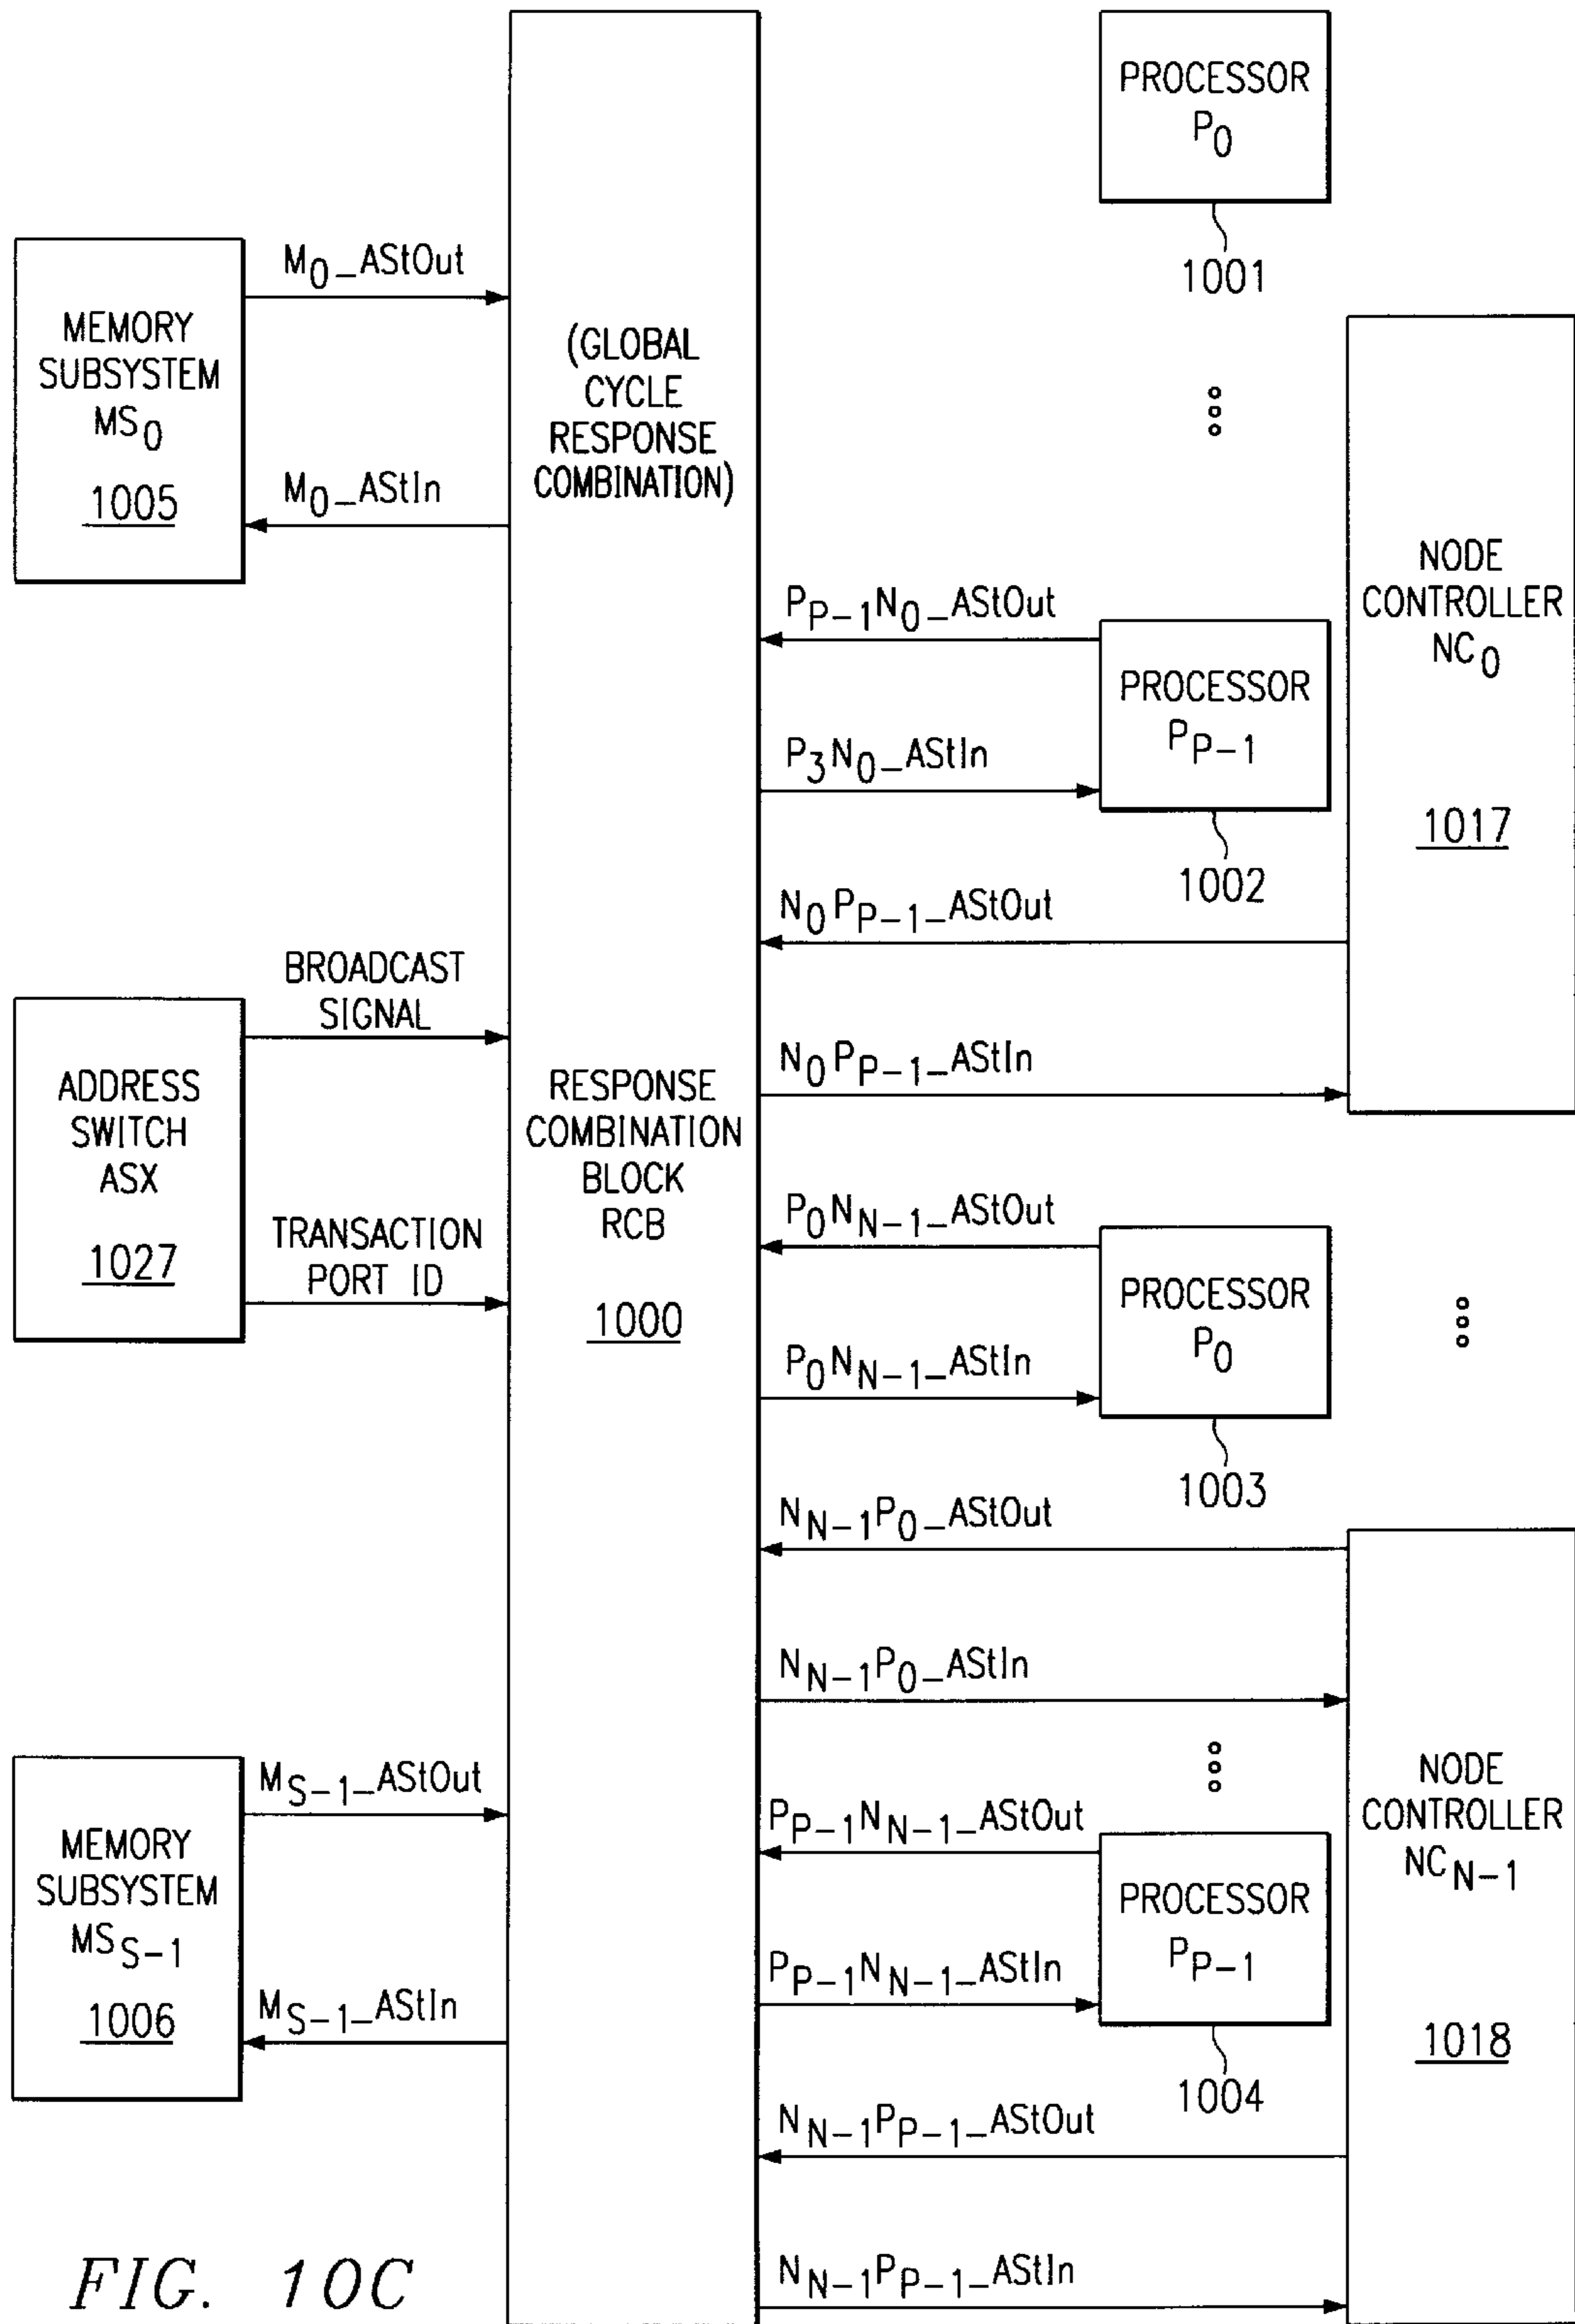 PROCESSOR
P0
1001
M0_AStOut
MEMORY
SUBSYSTEM
MS0
1005
M0_AStIn
(GLOBAL
CYCLE
RESPONSE
COMBINATION)
NODE
CONTROLLER
NC0
1017
PP-1N0_AStOut
PROCESSOR
PP-1
P3N0_AStIn
1002
N0PP-1_AStOut
BROADCAST
SIGNAL
N0PP-1_AStIn
ADDRESS
SWITCH
ASX
1027
TRANSACTION
PORT ID
RESPONSE
COMBINATION
BLOCK
RCB
1000
P0NN-1_AStOut
PROCESSOR
P0
P0NN-1_AStIn
1003
NN-1P0_AStOut
NN-1P0_AStIn
MS-1_AStOut
MEMORY
SUBSYSTEM
MSS-1
1006
MS-1_AStIn
PP-1NN-1_AStOut
PROCESSOR
PP-1
PP-1NN-1_AStIn
1004
NODE
CONTROLLER
NCN-1
1018
NN-1PP-1_AStOut
NN-1PP-1_AStIn
FIG. 10C